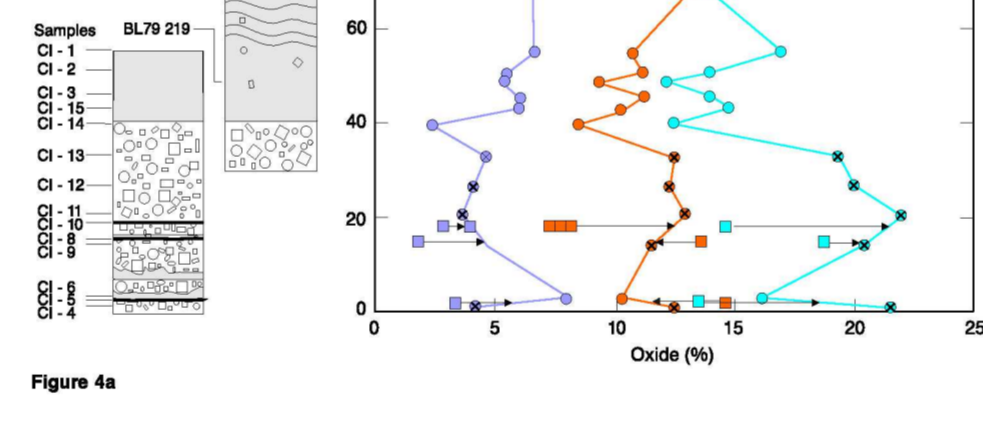 Samples
BL79 219
CI - 1
CI - 2
CI - 3
CI - 15
CI - 14
CI - 13
CI - 12
CI - 11
CI - 10
CI - 8
CI - 9
CI - 6
CI - 5
CI - 4
60
40
20
0
0 5 10 15 20 25
Oxide (%)
Figure 4a